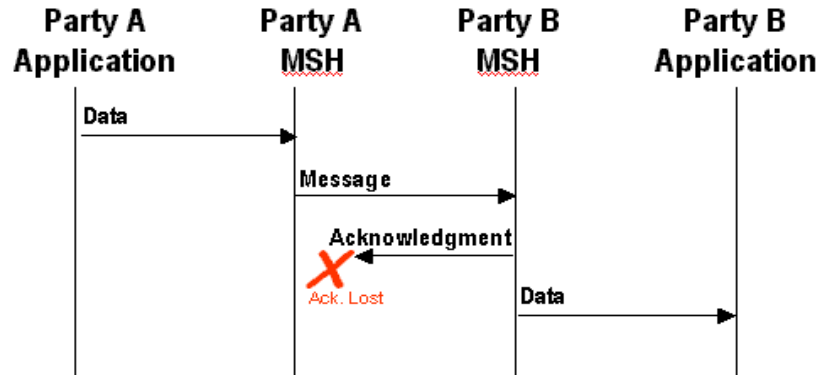 Party A
Application
Party A
MSH
Party B
MSH
Party B
Application
Data
Message
Acknowledgment
Ack. Lost
Data